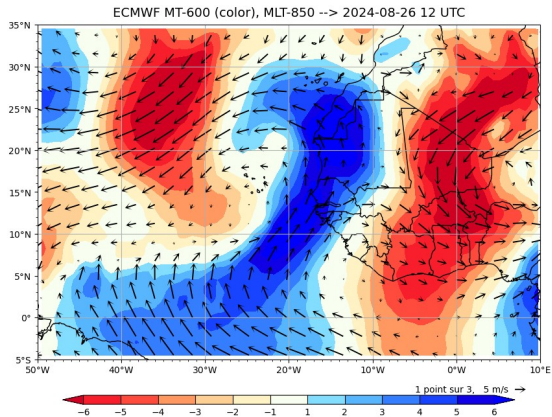 ECMWF MT-600 (color), MLT-850 --> 2024-08-26 12 UTC
35°N
30°N
25°N
20°N
15°N
10°N
5°N
0°
5°S
50°W 40°W 30°W 20°W 10°W 0°W 10°E
1 point sur 3, 5 m/s
−6 −5 −4 −3 −2 −1 1 2 3 4 5 6